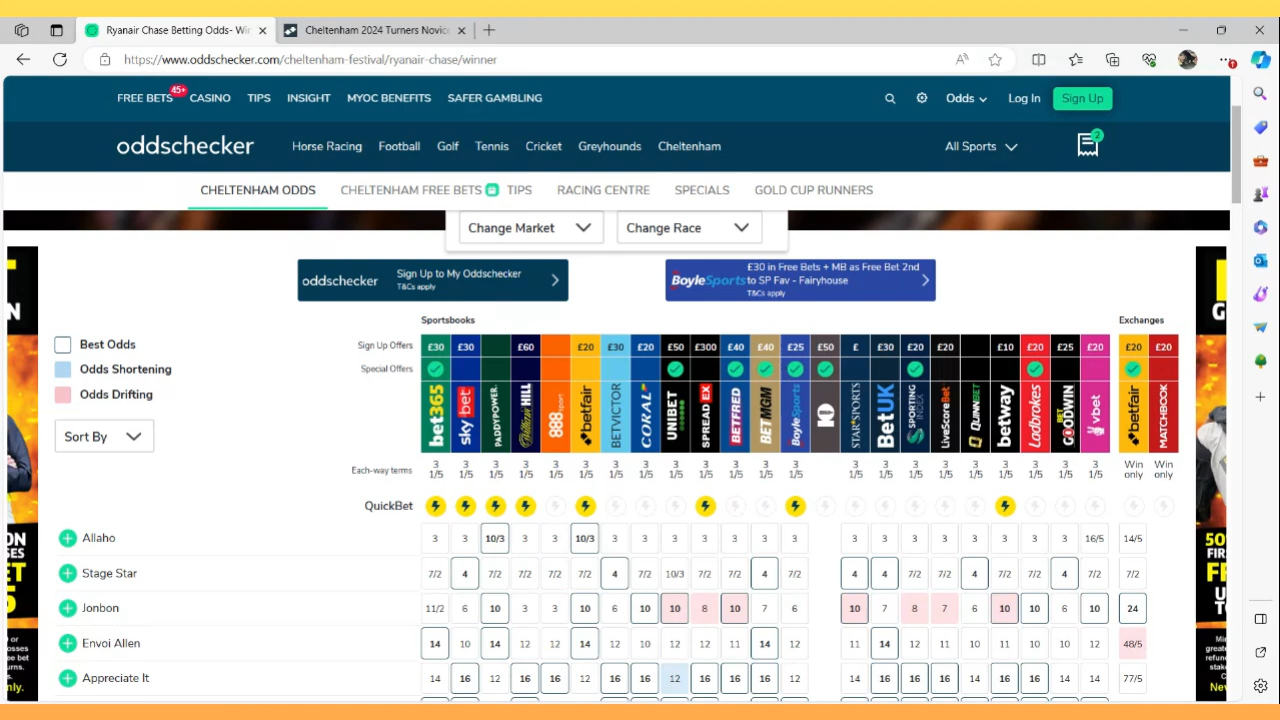 Ryanair Chase Betting Odds- Wi
Cheltenham 2024 Turners Novice
https://www.oddschecker.com/cheltenham-festival/ryanair-chase/winner
FREE BETS 45+ CASINO TIPS INSIGHT MYOC BENEFITS SAFER GAMBLING Odds Log In Sign Up
oddschecker Horse Racing Football Golf Tennis Cricket Greyhounds Cheltenham All Sports 2
CHELTENHAM ODDS CHELTENHAM FREE BETS TIPS RACING CENTRE SPECIALS GOLD CUP RUNNERS
Change Market Change Race
oddschecker Sign Up to My Oddschecker
T&Cs apply
BoyleSports £30 in Free Bets + MB as Free Bet 2nd
to SP Fav - Fairyhouse
T&Cs apply
Sportsbooks Exchanges
Best Odds
Odds Shortening
Odds Drifting
Sort By
Sign Up Offers £30 £30 £60 £20 £30 £20 £50 £300 £40 £40 £25 £50 £ £30 £20 £20 £10 £20 £25 £20 £20 £20
Special Offers
bet365 sky bet PADDYPOWER. William HILL 888sport betfair BETVICTOR CORAL UNIBET SPREAD EX BETFRED BET MGM BoyleSports 10 STAR SPORTS BetUK SPORTING INDEX LiveScoreBet QUINNBET betway Ladbrokes BET GOODWIN vbet betfair MATCHBOOK
Each-way terms 3 3 3 3 3 3 3 3 3 3 3 3 3 3 3 3 3 3 3 3 3 3 Win Win
1/5 1/5 1/5 1/5 1/5 1/5 1/5 1/5 1/5 1/5 1/5 1/5 1/5 1/5 1/5 1/5 1/5 1/5 1/5 1/5 1/5 1/5 only only
QuickBet
Allaho 3 3 10/3 3 3 10/3 3 3 3 3 3 3 3 3 3 3 3 3 3 3 3 16/5 14/5
Stage Star 7/2 4 7/2 7/2 7/2 7/2 4 7/2 10/3 7/2 7/2 4 7/2 4 4 7/2 7/2 4 7/2 7/2 4 7/2 7/2
Jonbon 11/2 6 10 3 3 10 6 10 10 8 10 7 6 10 7 8 7 6 10 10 6 10 24
Envoi Allen 14 10 14 12 12 14 12 10 12 12 11 14 12 11 14 12 11 10 11 10 10 12 48/5
Appreciate It 14 16 12 16 16 12 16 16 12 16 16 16 12 14 16 16 16 14 16 16 14 14 77/5